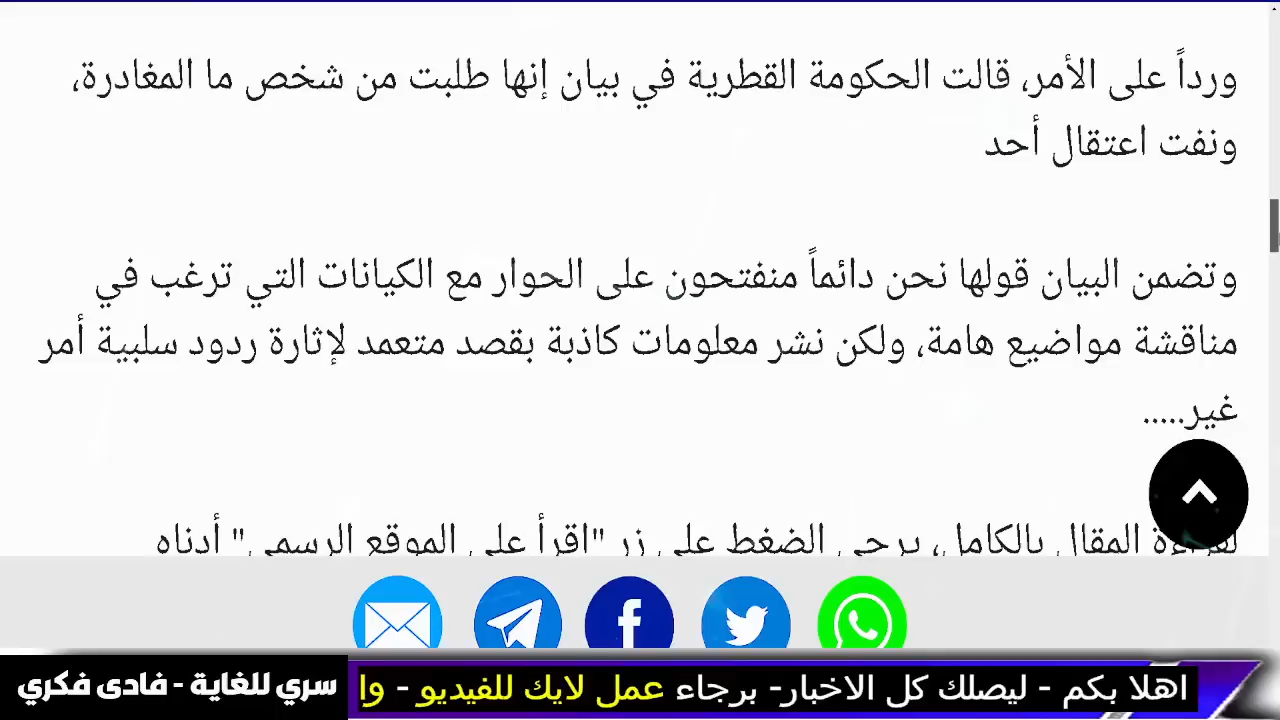 ورداً على الأمر، قالت الحكومة القطرية في بيان إنها طلبت من شخص ما المغادرة،
ونفت اعتقال أحد
وتضمن البيان قولها نحن دائماً منفتحون على الحوار مع الكيانات التي ترغب في
مناقشة مواضيع هامة، ولكن نشر معلومات كاذبة بقصد متعمد لإثارة ردود سلبية أمر
غير.....
لقراءة المقال بالكامل، يرجى الضغط على زر "اقرأ على الموقع الرسمي" أدناه
اهلا بكم - ليصلك كل الاخبار- برجاء عمل لايك للفيديو - وا
سري للغاية - فادى فكري